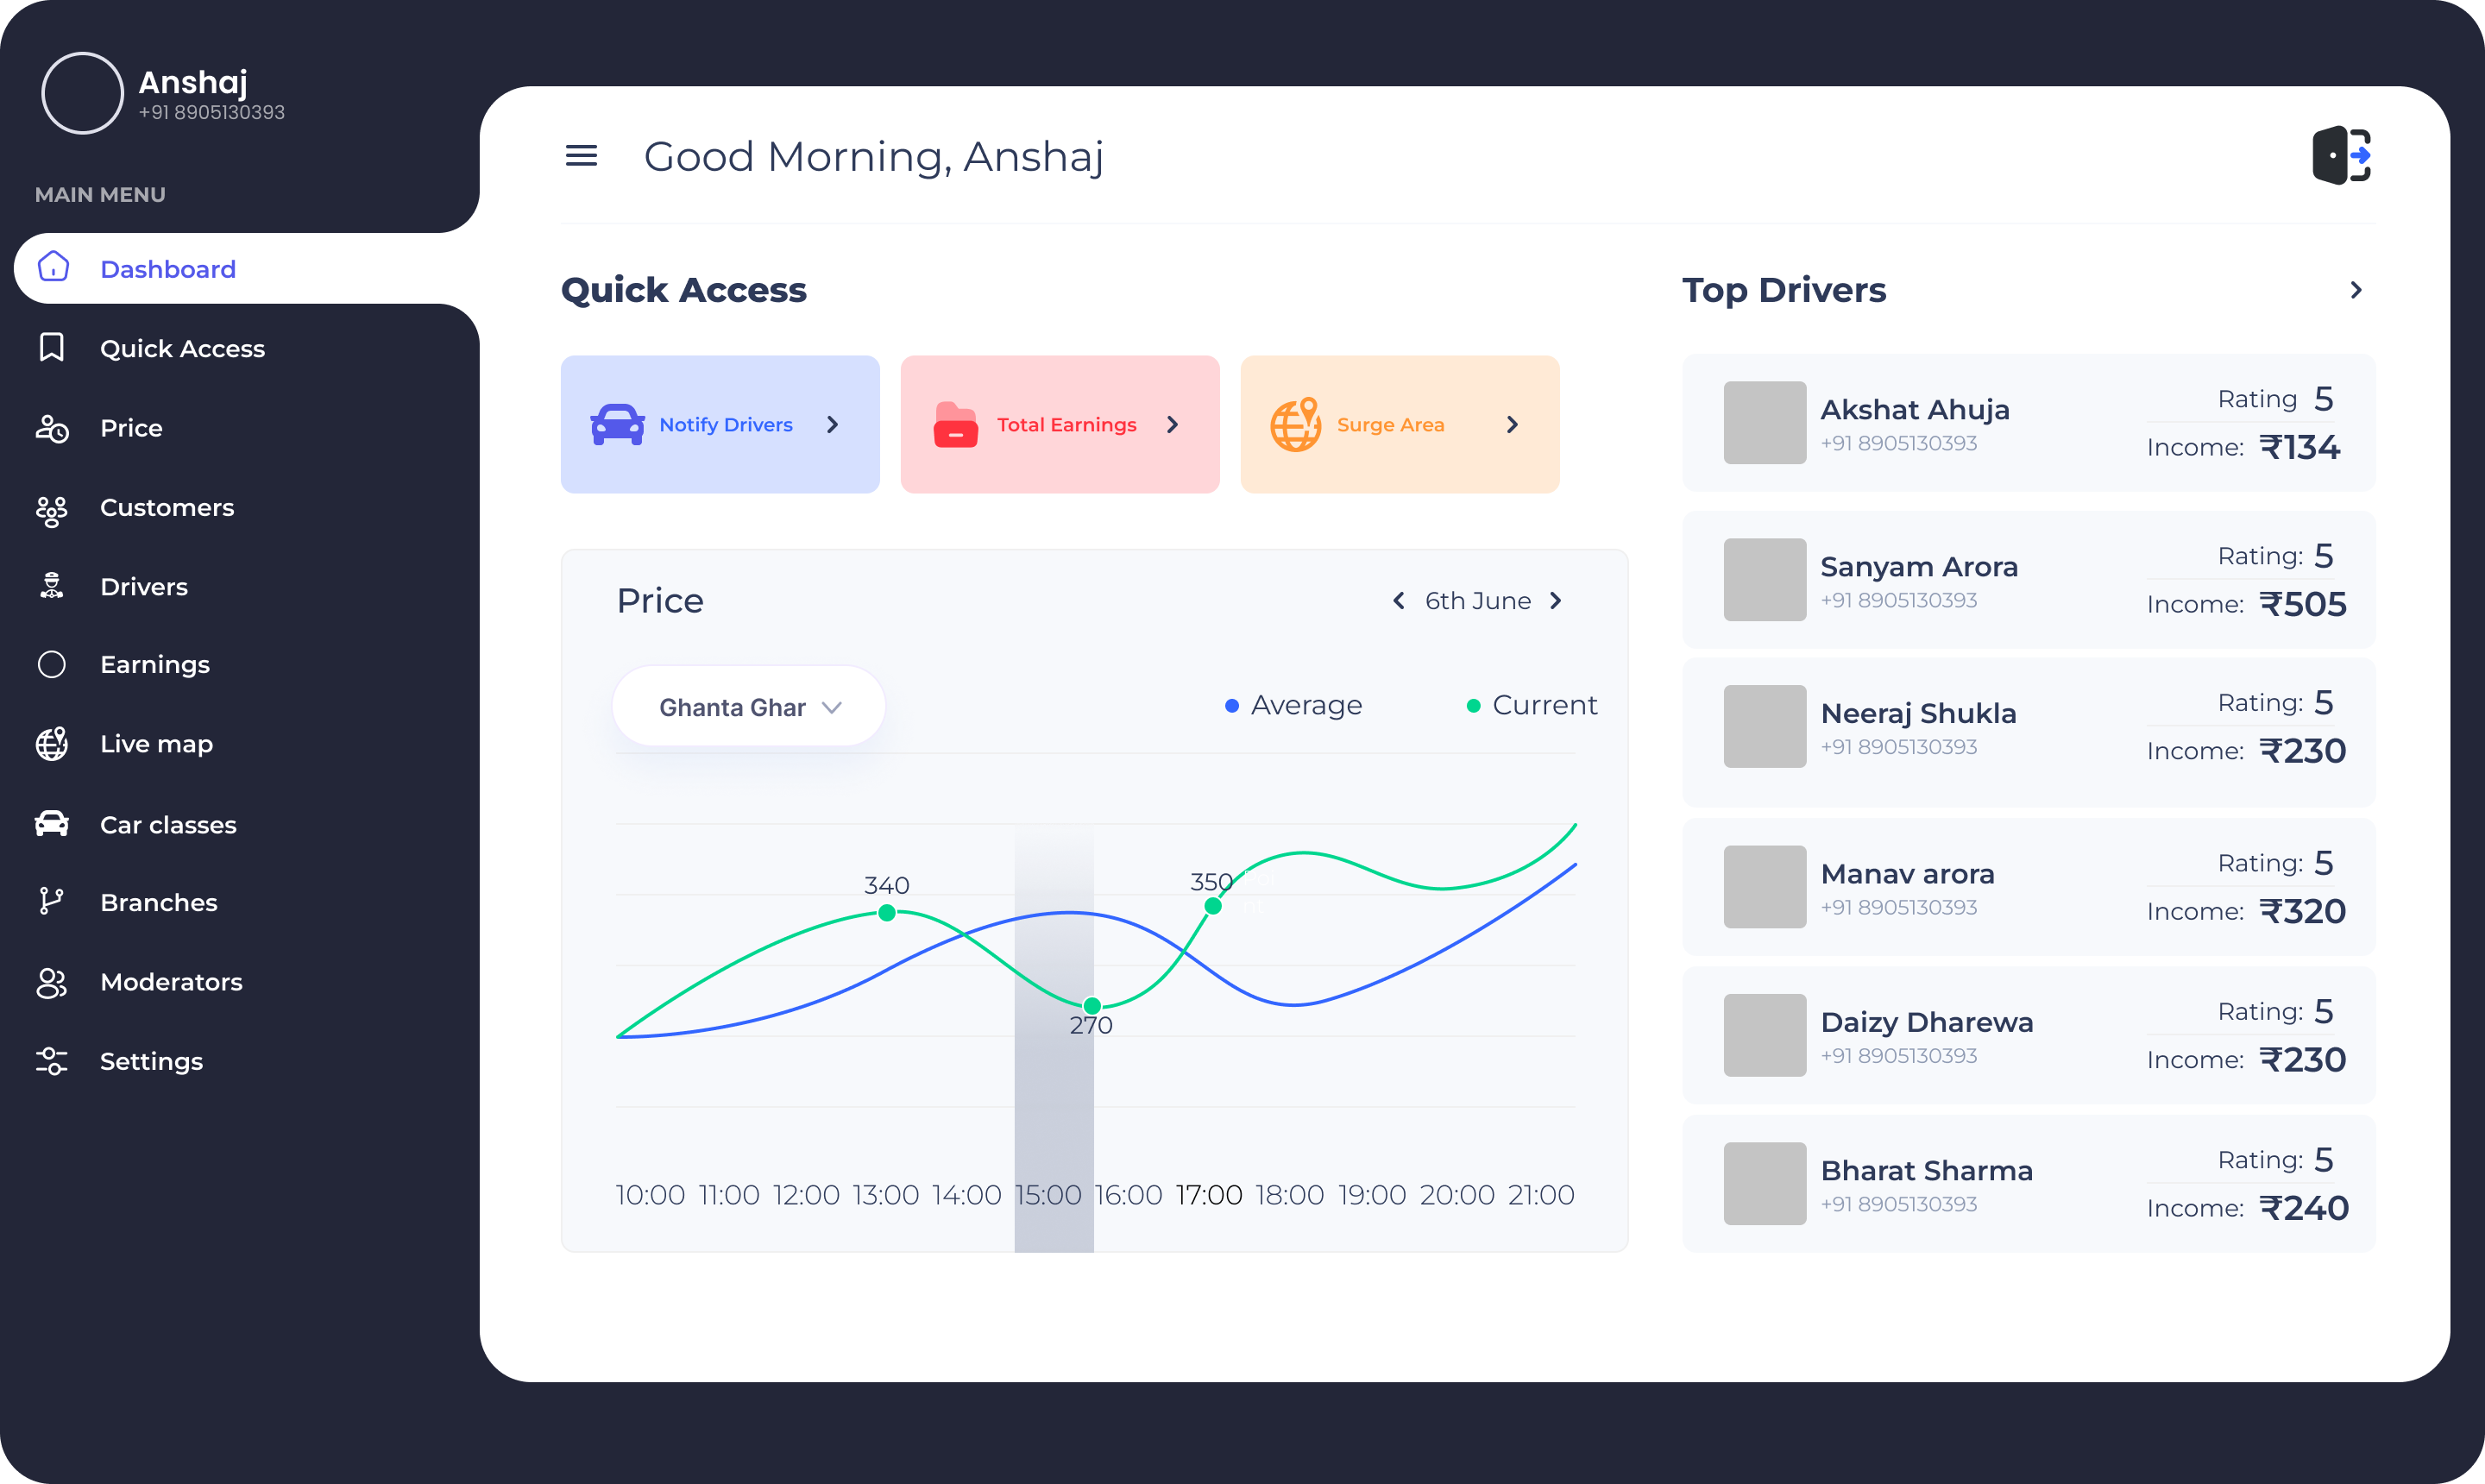 Anshaj
+91 8905130393
MAIN MENU
Dashboard
Quick Access
Price
Customers
Drivers
Earnings
Live map
Car classes
Branches
Moderators
Settings
Good Morning, Anshaj
Quick Access
Notify Drivers
Total Earnings
Surge Area
Price
6th June
Ghanta Ghar
Average
Current
340
350
270
10:00 11:00 12:00 13:00 14:00 15:00 16:00 17:00 18:00 19:00 20:00 21:00
Top Drivers
Akshat Ahuja
+91 8905130393
Rating 5
Income: ₹134
Sanyam Arora
+91 8905130393
Rating: 5
Income: ₹505
Neeraj Shukla
+91 8905130393
Rating: 5
Income: ₹230
Manav arora
+91 8905130393
Rating: 5
Income: ₹320
Daizy Dharewa
+91 8905130393
Rating: 5
Income: ₹230
Bharat Sharma
+91 8905130393
Rating: 5
Income: ₹240